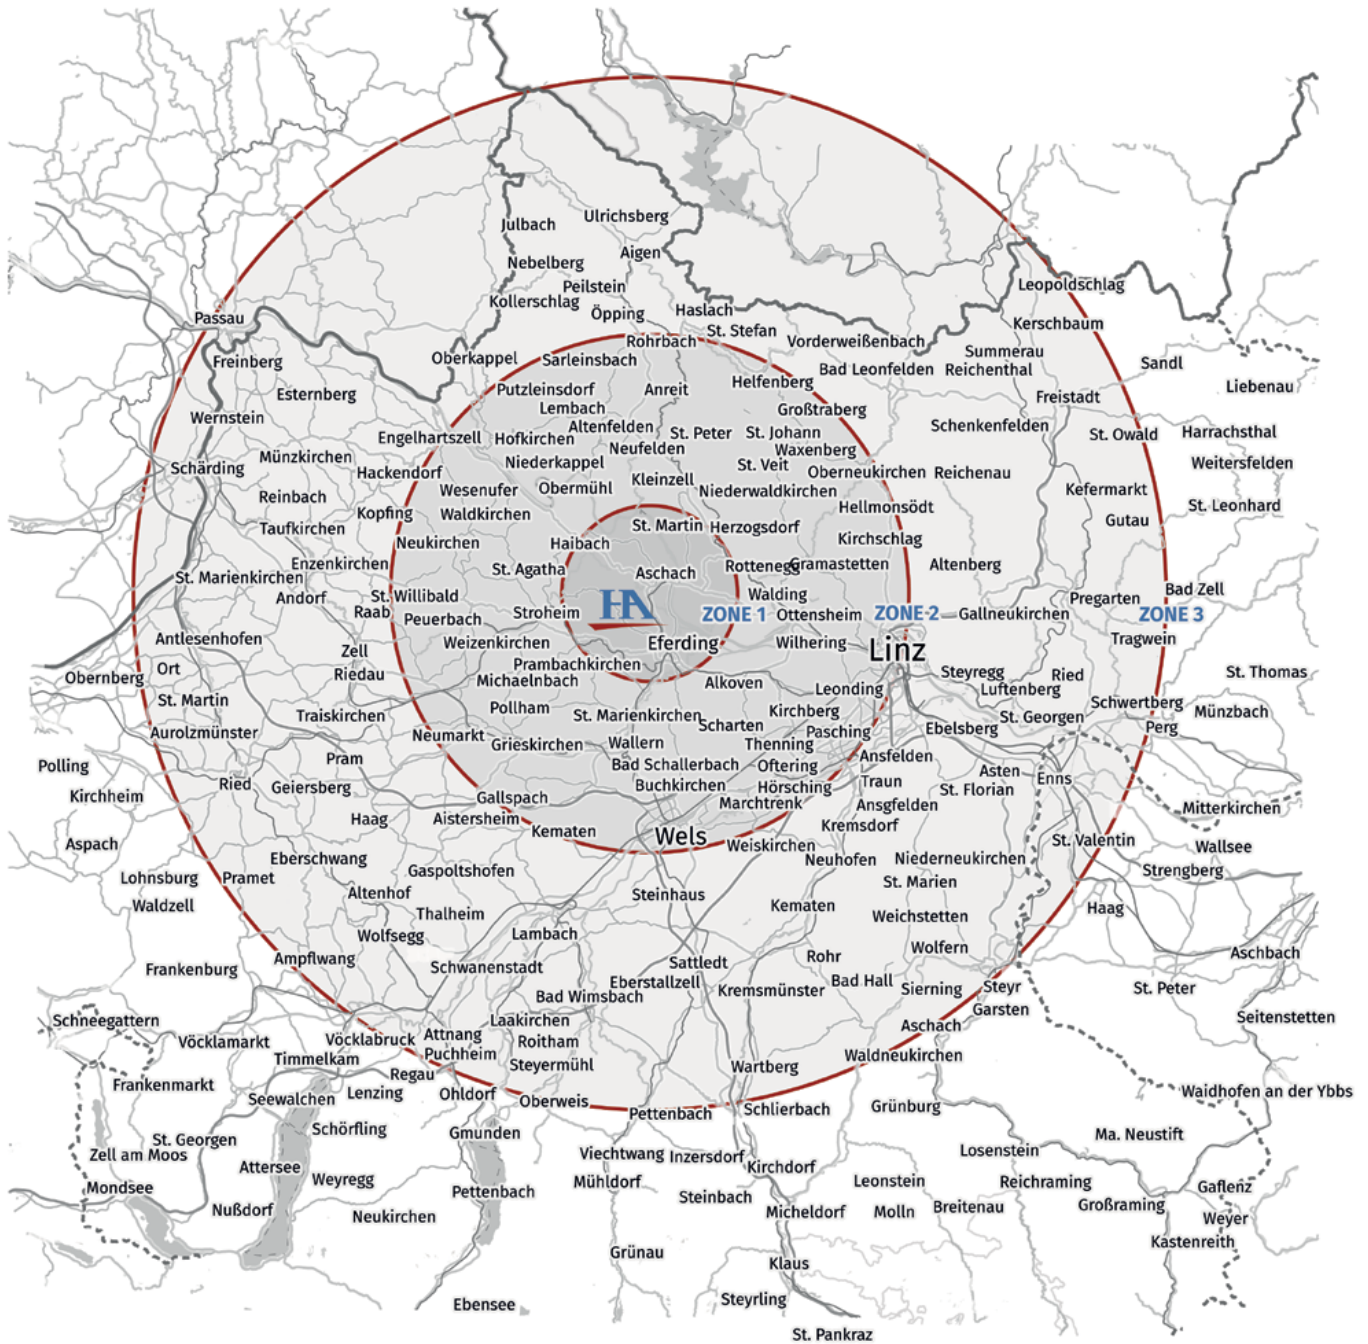 Ulrichsberg
Julbach
Aigen
Nebelberg
Peilstein
Leopoldschlag
Kollerschlag
Öpping
Haslach
Passau
St. Stefan
Kerschbaum
Rohrbach
Vorderweißenbach
Oberkappel
Sarleinsbach
Summerau
Freinberg
Bad Leonfelden
Reichenthal
Sandl
Helfenberg
Liebenau
Esternberg
Putzleinsdorf
Anreit
Freistadt
Lembach
Großtraberg
Wernstein
Altenfelden
Schenkenfelden
Engelhartszell
Hofkirchen
St. Peter
St. Johann
St. Owald
Harrachsthal
Neufelden
Waxenberg
Münzkirchen
Niederkappel
St. Veit
Weitersfelden
Schärding
Hackendorf
Oberneukirchen
Reichenau
Kleinzell
Wesenufer
Obermühl
Niederwaldkirchen
Kefermarkt
Reinbach
Hellmonsödt
St. Leonhard
Kopfing
Waldkirchen
Gutau
Taufkirchen
St. Martin
Herzogsdorf
Neukirchen
Haibach
Kirchschlag
Enzenkirchen
St. Agatha
Aschach
Rottenegg
Gramastetten
Altenberg
St. Marienkirchen
Bad Zell
Andorf
St. Willibald
Walding
Pregarten
Raab
Peuerbach
Stroheim
HA
ZONE 1
Ottensheim
ZONE 2
Gallneukirchen
ZONE 3
Antlesenhofen
Weizenkirchen
Eferding
Wilhering
Tragwein
Zell
Linz
Ort
Prambachkirchen
Obernberg
Riedau
Michaelnbach
Alkoven
Steyregg
Ried
St. Thomas
Leonding
Luftenberg
St. Martin
Pollham
Kirchberg
Schwertberg
Münzbach
Traiskirchen
St. Marienkirchen
Scharten
St. Georgen
Aurolzmünster
Neumarkt
Pasching
Ebelsberg
Perg
Grieskirchen
Wallern
Thenning
Pram
Ansfelden
Polling
Bad Schallerbach
Oftering
Asten
Enns
Ried
Geiersberg
Buchkirchen
Hörsching
Traun
St. Florian
Kirchheim
Gallspach
Marchtrenk
Ansgfelden
Mitterkirchen
Haag
Aistersheim
Kematen
Wels
Kremsdorf
Aspach
Weiskirchen
St. Valentin
Wallsee
Eberschwang
Neuhofen
Niederneukirchen
Strengberg
Lohnsburg
Pramet
Gaspoltshofen
St. Marien
Altenhof
Steinhaus
Waldzell
Thalheim
Kematen
Weichstetten
Haag
Wolfsegg
Lambach
Wolfern
Aschbach
Ampflwang
Rohr
Frankenburg
Schwanenstadt
Sattledt
Eberstallzell
Bad Hall
Steyr
St. Peter
Bad Wimsbach
Kremsmünster
Sierning
Garsten
Schneegattern
Laakirchen
Aschach
Seitenstetten
Vöcklamarkt
Vöcklabruck
Attnang
Puchheim
Roitham
Timmelkam
Steyermühl
Waldneukirchen
Regau
Wartberg
Frankenmarkt
Lenzing
Ohldorf
Waidhofen an der Ybbs
Seewalchen
Oberweis
Pettenbach
Schlierbach
Grünburg
Schörfling
Gmunden
Ma. Neustift
St. Georgen
Zell am Moos
Viechtwang
Inzersdorf
Losenstein
Attersee
Kirchdorf
Weyregg
Mühldorf
Leonstein
Reichraming
Mondsee
Pettenbach
Steinbach
Gaflenz
Nußdorf
Micheldorf
Molln
Breitenau
Großraming
Neukirchen
Weyer
Kastenreith
Grünau
Klaus
Ebensee
Steyrling
St. Pankraz